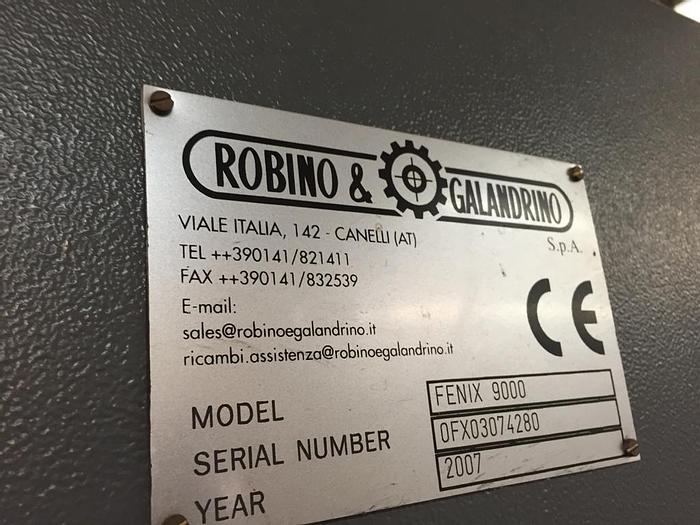 ROBINO & GALANDRINO
S.p.A.
VIALE ITALIA, 142 - CANELLI (AT)
TEL ++390141/821411
FAX ++390141/832539
E-mail:
sales@robinoegalandrino.it
ricambi.assistenza@robinoegalandrino.it
CE
MODEL FENIX 9000
SERIAL NUMBER 0FX03074280
YEAR 2007